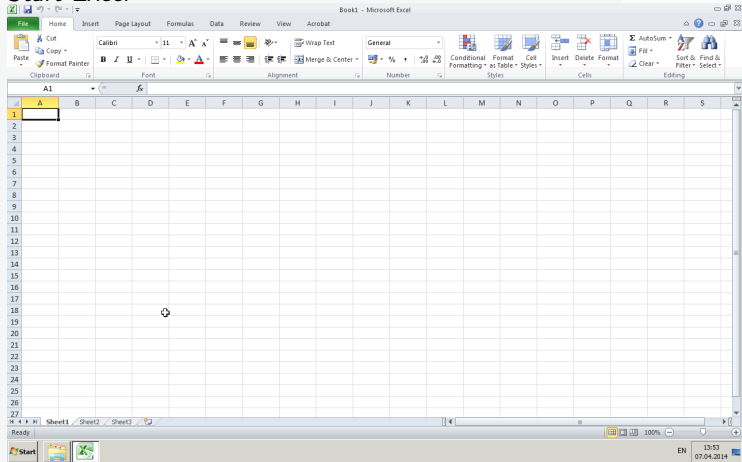 Start Excel
Book1 - Microsoft Excel
File Home Insert Page Layout Formulas Data Review View Acrobat
Paste
Cut
Copy
Format Painter
Clipboard
Calibri 11 A A
B I U A
Font
Wrap Text
Merge & Center
Alignment
General
% ,
Number
Conditional Formatting
Format as Table
Cell Styles
Styles
Insert Delete Format
Cells
Σ AutoSum
Fill
Clear
Sort & Filter
Find & Select
Editing
A1 fx
A B C D E F G H I J K L M N O P Q R S
1
2
3
4
5
6
7
8
9
10
11
12
13
14
15
16
17
18
19
20
21
22
23
24
25
26
27
Sheet1 Sheet2 Sheet3
Ready 100%
Start EN 13:53
07.04.2014